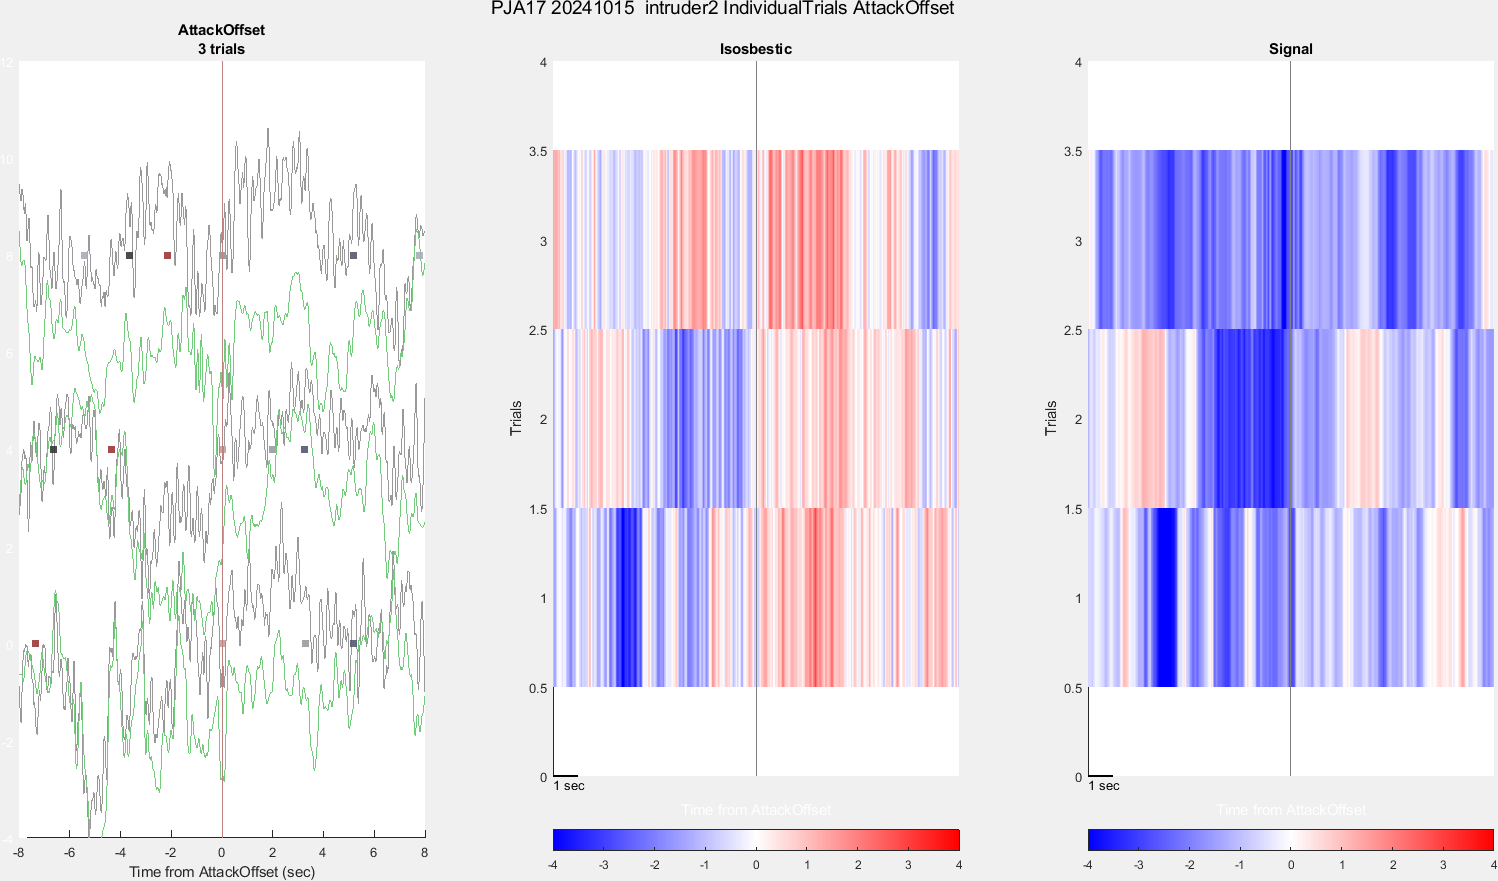 PJA17 20241015  intruder2 IndividualTrials AttackOffset
AttackOffset
3 trials
12
10
8
6
4
2
0
-2
-4
-8 -6 -4 -2 0 2 4 6 8
Time from AttackOffset (sec)
Isosbestic
4
3.5
3
2.5
2
1.5
1
0.5
0
Trials
1 sec
Time from AttackOffset
-4 -3 -2 -1 0 1 2 3 4
Signal
4
3.5
3
2.5
2
1.5
1
0.5
0
Trials
1 sec
Time from AttackOffset
-4 -3 -2 -1 0 1 2 3 4